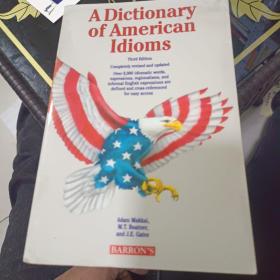 A Dictionary
of American
Idioms
Third Edition
Completely revised and updated
Over 8,000 idiomatic words,
expressions, regionalisms, and
informal English expressions are
defined and cross-referenced
for easy access
Adam Makkai,
M.T. Boatner,
and J.E. Gates
BARRON'S